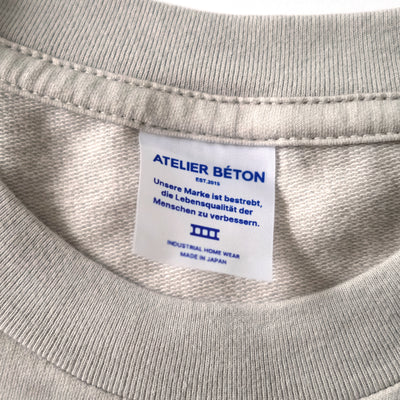 ATELIER BÉTON
EST.2015
Unsere Marke ist bestrebt,
die Lebensqualität der
Menschen zu verbessern.
INDUSTRIAL HOME WEAR
MADE IN JAPAN